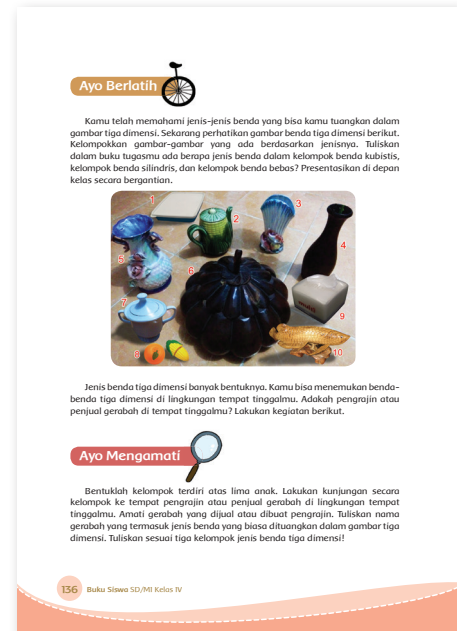 Ayo Berlatih
Kamu telah memahami jenis-jenis benda yang bisa kamu tuangkan dalam
gambar tiga dimensi. Sekarang perhatikan gambar benda tiga dimensi berikut.
Kelompokkan gambar-gambar yang ada berdasarkan jenisnya. Tuliskan
dalam buku tugasmu ada berapa jenis benda dalam kelompok benda kubistis,
kelompok benda silindris, dan kelompok benda bebas? Presentasikan di depan
kelas secara bergantian.
1
2
3
4
5
6
7
8
9
10
Jenis benda tiga dimensi banyak bentuknya. Kamu bisa menemukan benda-
benda tiga dimensi di lingkungan tempat tinggalmu. Adakah pengrajin atau
penjual gerabah di tempat tinggalmu? Lakukan kegiatan berikut.
Ayo Mengamati
Bentuklah kelompok terdiri atas lima anak. Lakukan kunjungan secara
kelompok ke tempat pengrajin atau penjual gerabah di lingkungan tempat
tinggalmu. Amati gerabah yang dijual atau dibuat pengrajin. Tuliskan nama
gerabah yang termasuk jenis benda yang biasa dituangkan dalam gambar tiga
dimensi. Tuliskan sesuai tiga kelompok jenis benda tiga dimensi!
136 Buku Siswa SD/MI Kelas IV